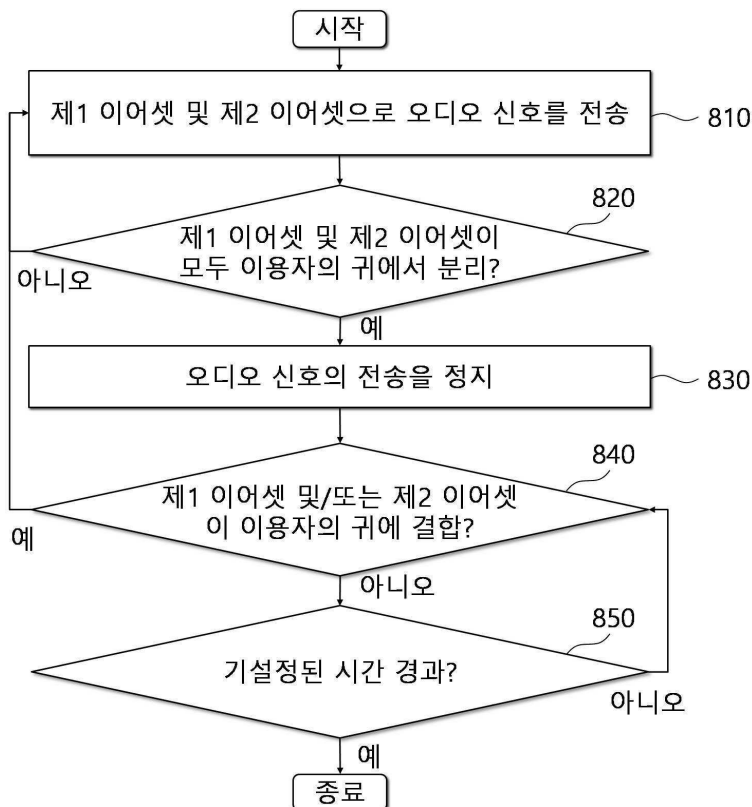 시작
제1 이어셋 및 제2 이어셋으로 오디오 신호를 전송
810
820
제1 이어셋 및 제2 이어셋이
모두 이용자의 귀에서 분리?
아니오
예
오디오 신호의 전송을 정지
830
840
제1 이어셋 및/또는 제2 이어셋
이 이용자의 귀에 결합?
예
아니오
850
기설정된 시간 경과?
아니오
예
종료